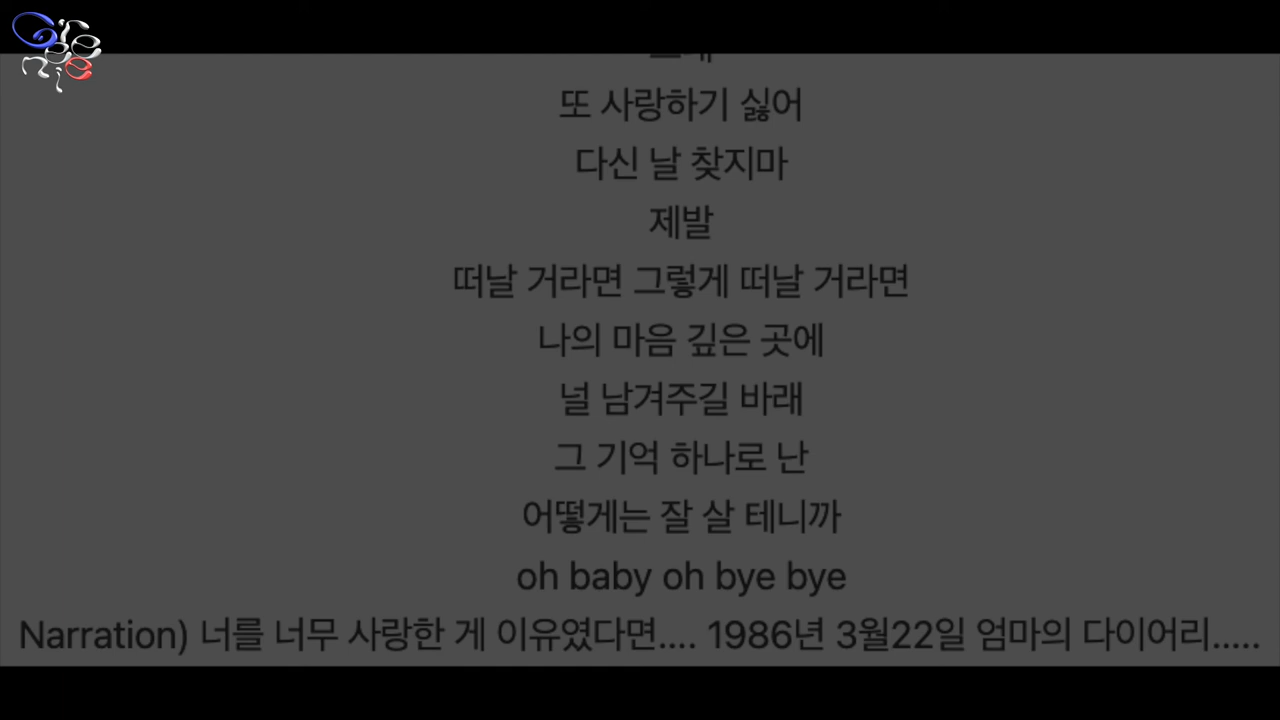 또 사랑하기 싫어
다신 날 찾지마
제발
떠날 거라면 그렇게 떠날 거라면
나의 마음 깊은 곳에
널 남겨주길 바래
그 기억 하나로 난
어떻게는 잘 살 테니까
oh baby oh bye bye
Narration) 너를 너무 사랑한 게 이유였다면.... 1986년 3월22일 엄마의 다이어리.....